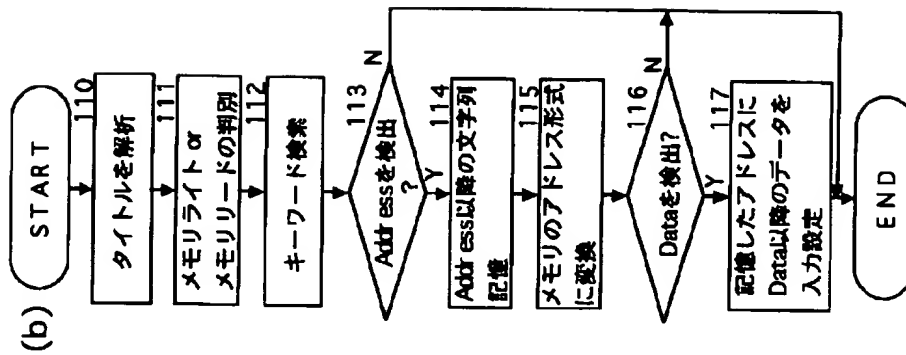 (b)
START
110
タイトルを解析
111
メモリライト or
メモリリードの判別
112
キーワード検索
113
Addressを検出
?
N
Y
114
Address以降の文字列
記憶
115
メモリのアドレス形式
に変換
116
Dataを検出?
N
Y
117
記憶したアドレスに
Data以降のデータを
入力設定
END